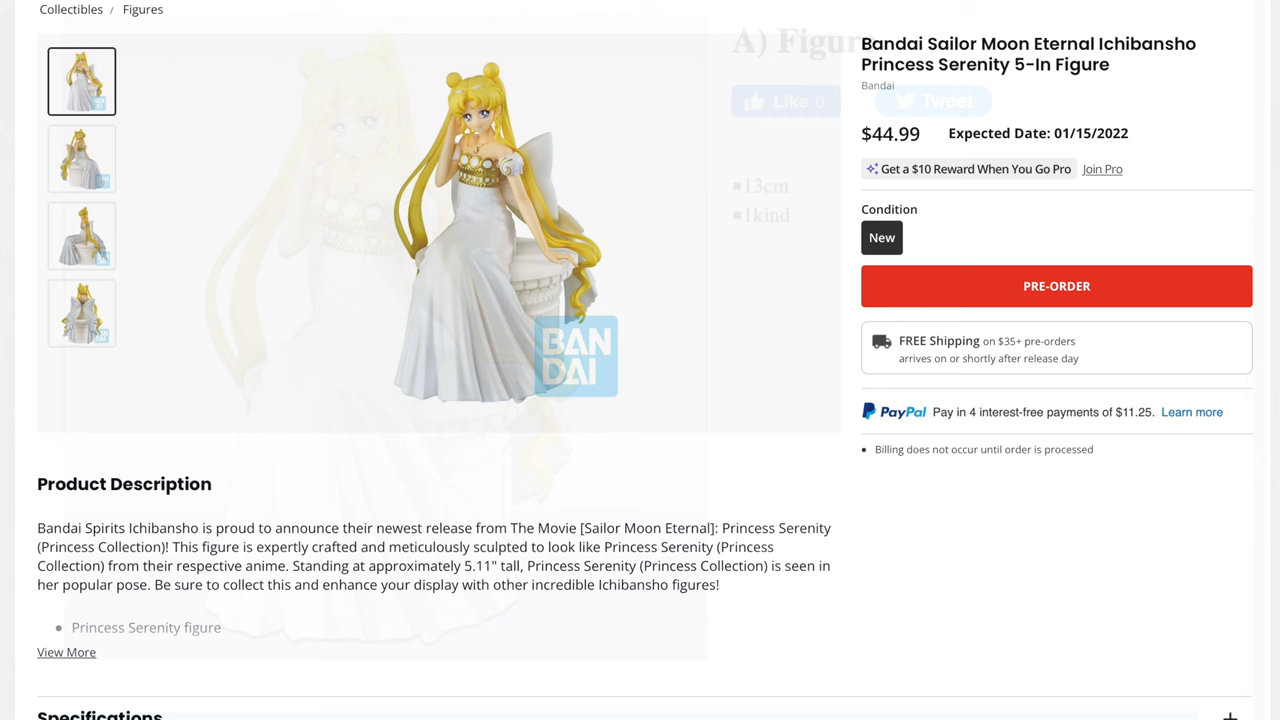 Collectibles / Figures
A) Figur
Like 0
Tweet
▪13cm
▪1kind
BAN
DAI
Bandai Sailor Moon Eternal Ichibansho
Princess Serenity 5-In Figure
Bandai
$44.99 Expected Date: 01/15/2022
Get a $10 Reward When You Go Pro Join Pro
Condition
New
PRE-ORDER
FREE Shipping on $35+ pre-orders
arrives on or shortly after release day
PayPal Pay in 4 interest-free payments of $11.25. Learn more
• Billing does not occur until order is processed
Product Description
Bandai Spirits Ichibansho is proud to announce their newest release from The Movie [Sailor Moon Eternal]: Princess Serenity
(Princess Collection)! This figure is expertly crafted and meticulously sculpted to look like Princess Serenity (Princess
Collection) from their respective anime. Standing at approximately 5.11" tall, Princess Serenity (Princess Collection) is seen in
her popular pose. Be sure to collect this and enhance your display with other incredible Ichibansho figures!
• Princess Serenity figure
View More
Specifications +